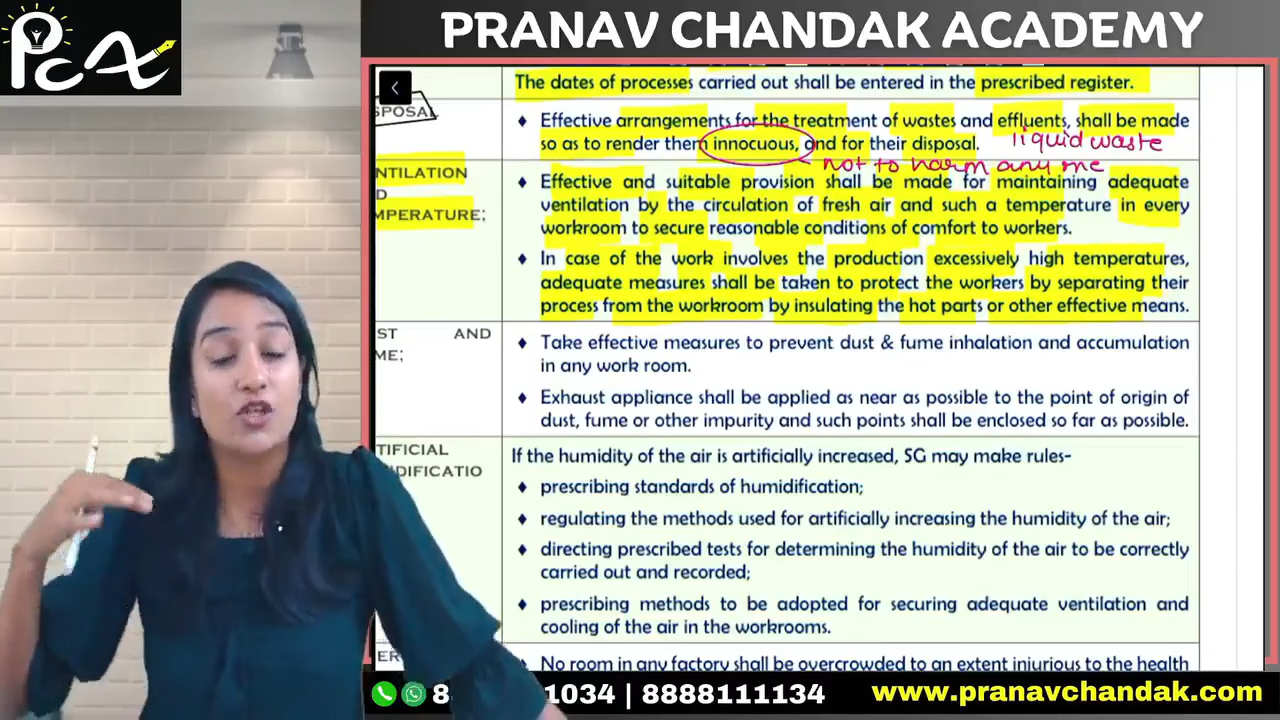 PCA
PRANAV CHANDAK ACADEMY
The dates of processes carried out shall be entered in the prescribed register.
SPOSAL
♦ Effective arrangements for the treatment of wastes and effluents, shall be made
so as to render them innocuous, and for their disposal.
liquid waste
not to harm any me
NTILATION
D
MPERATURE;
♦ Effective and suitable provision shall be made for maintaining adequate
ventilation by the circulation of fresh air and such a temperature in every
workroom to secure reasonable conditions of comfort to workers.
♦ In case of the work involves the production excessively high temperatures,
adequate measures shall be taken to protect the workers by separating their
process from the workroom by insulating the hot parts or other effective means.
ST AND
ME;
♦ Take effective measures to prevent dust & fume inhalation and accumulation
in any work room.
♦ Exhaust appliance shall be applied as near as possible to the point of origin of
dust, fume or other impurity and such points shall be enclosed so far as possible.
TIFICIAL
IDIFICATIO
If the humidity of the air is artificially increased, SG may make rules-
♦ prescribing standards of humidification;
♦ regulating the methods used for artificially increasing the humidity of the air;
♦ directing prescribed tests for determining the humidity of the air to be correctly
carried out and recorded;
♦ prescribing methods to be adopted for securing adequate ventilation and
cooling of the air in the workrooms.
ER
♦ No room in any factory shall be overcrowded to an extent injurious to the health
1034 | 8888111134
www.pranavchandak.com